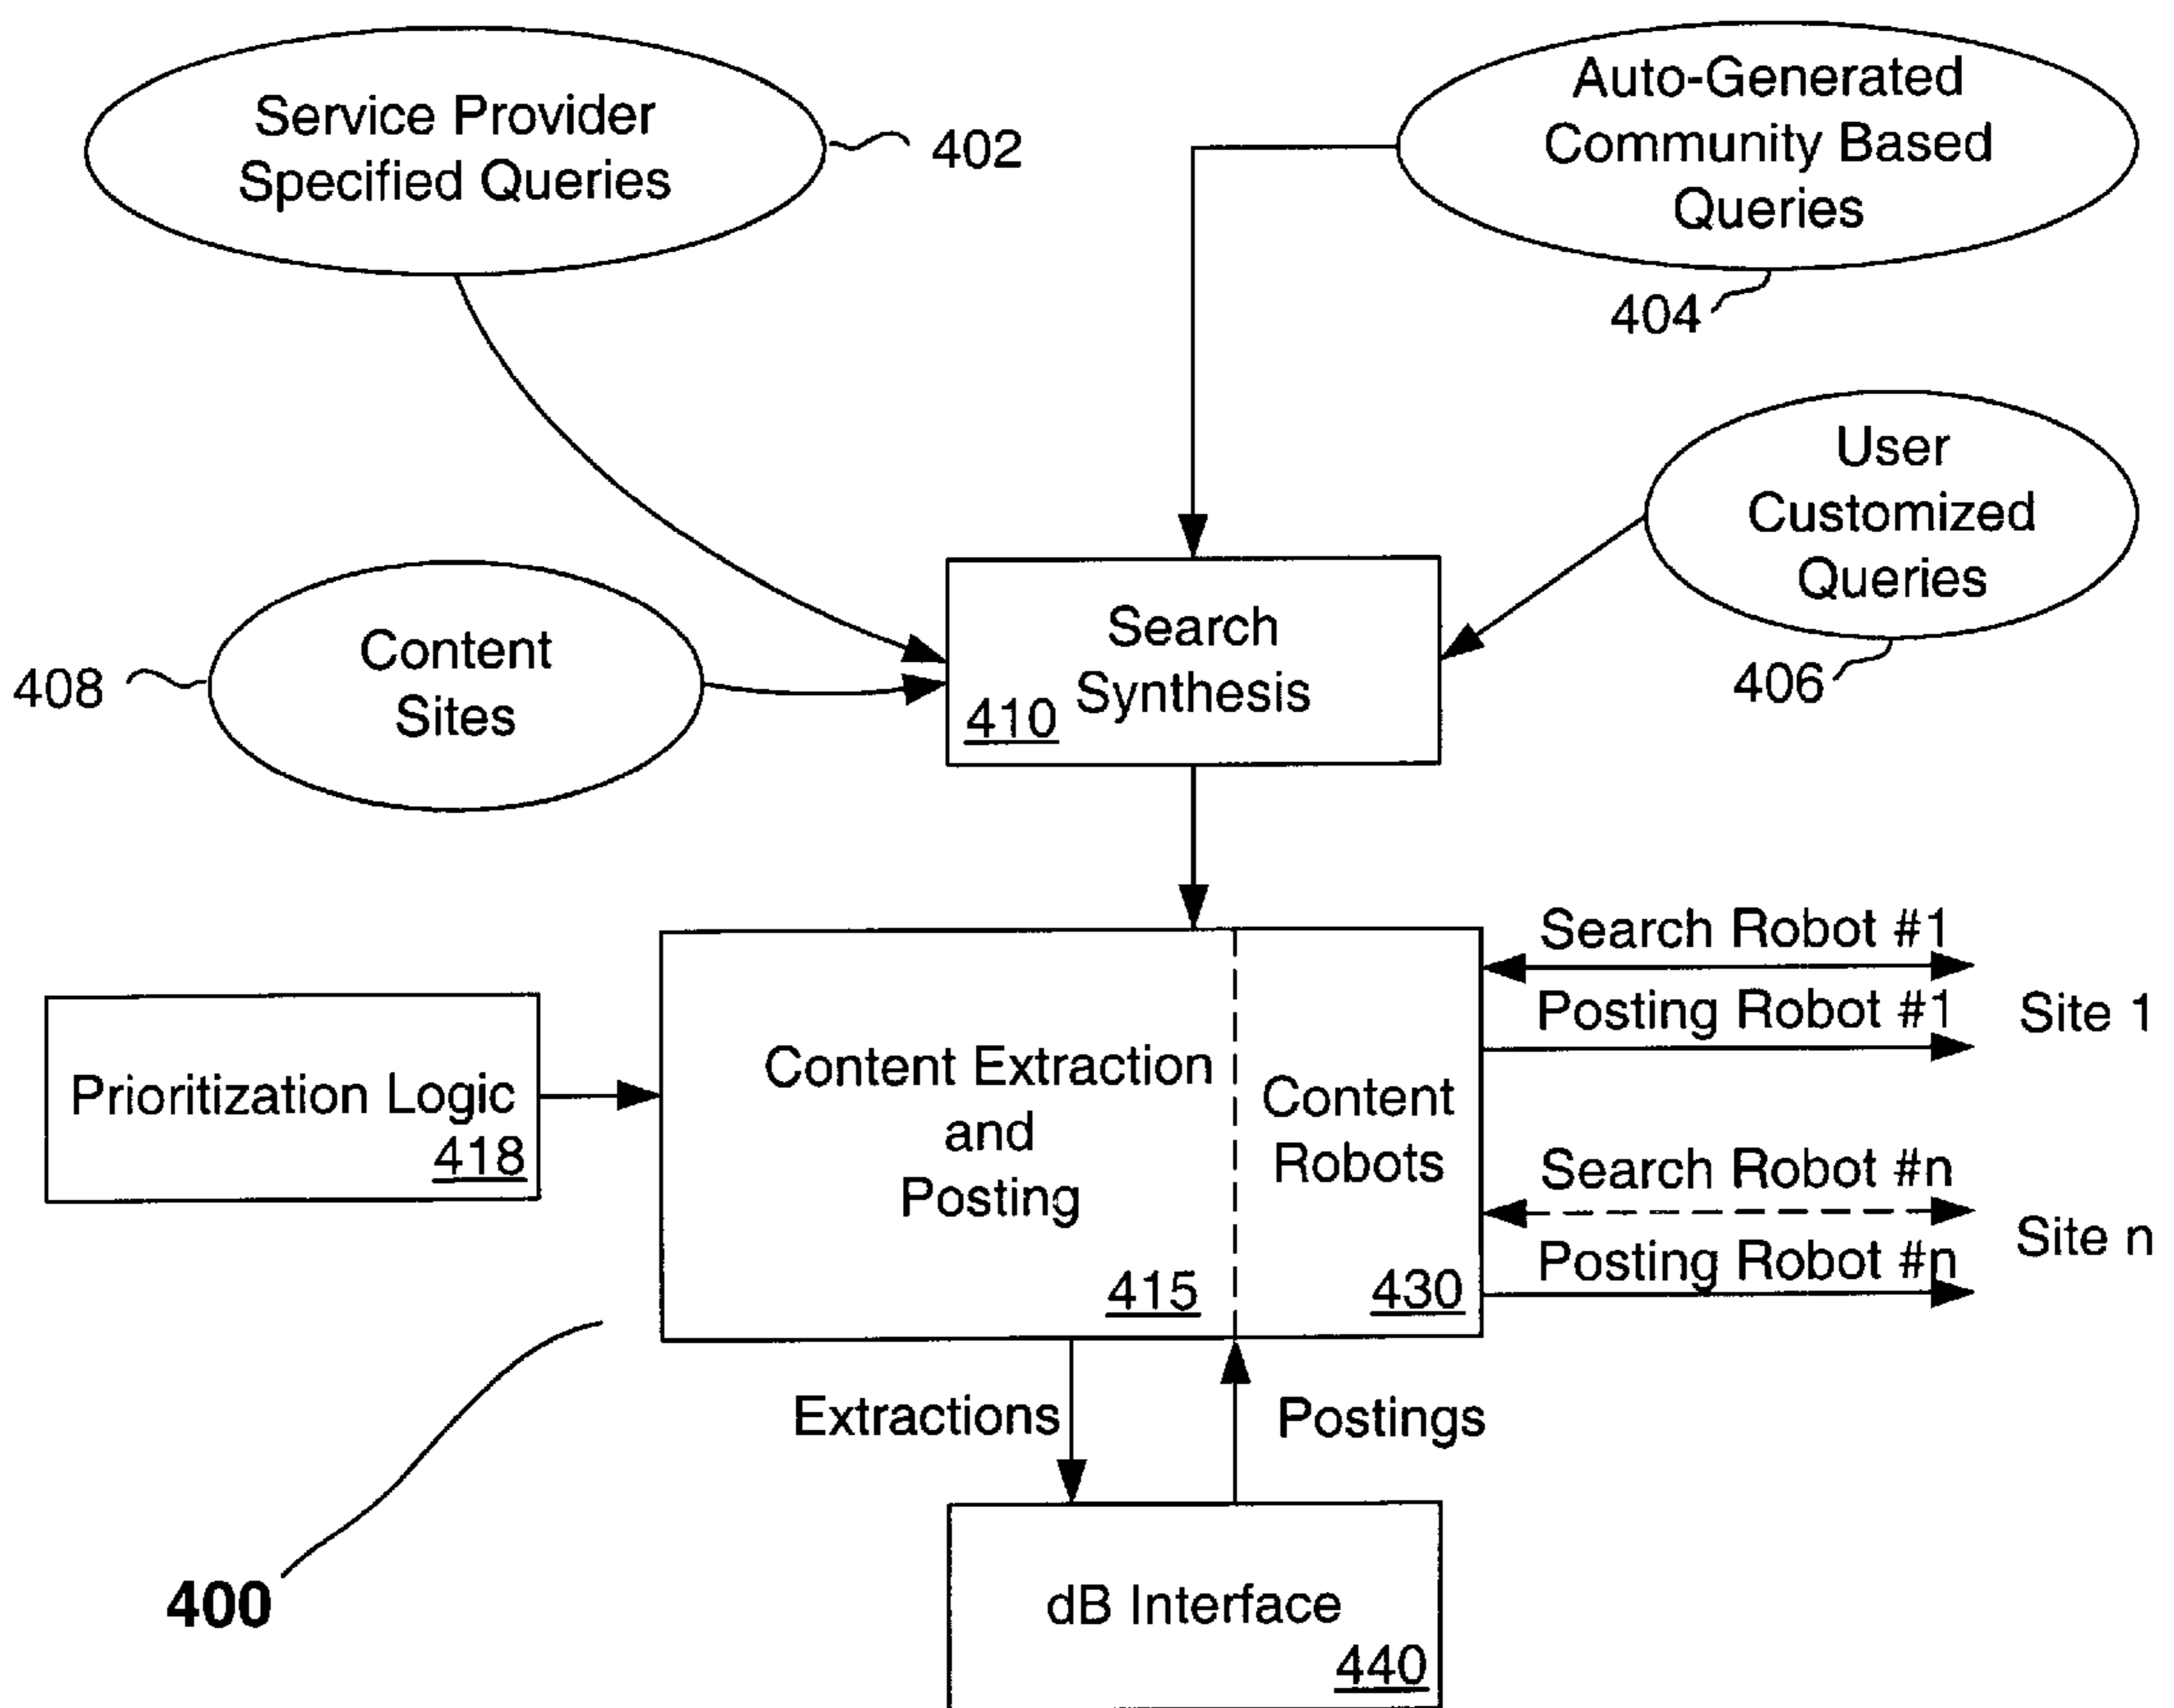 Service Provider
Specified Queries
402
Auto-Generated
Community Based
Queries
404
User
Customized
Queries
406
Content
Sites
408
Search
Synthesis
410
Prioritization Logic
418
Content Extraction
and
Posting
415
Content
Robots
430
Search Robot #1
Posting Robot #1
Site 1
Search Robot #n
Posting Robot #n
Site n
Extractions
Postings
400
dB Interface
440